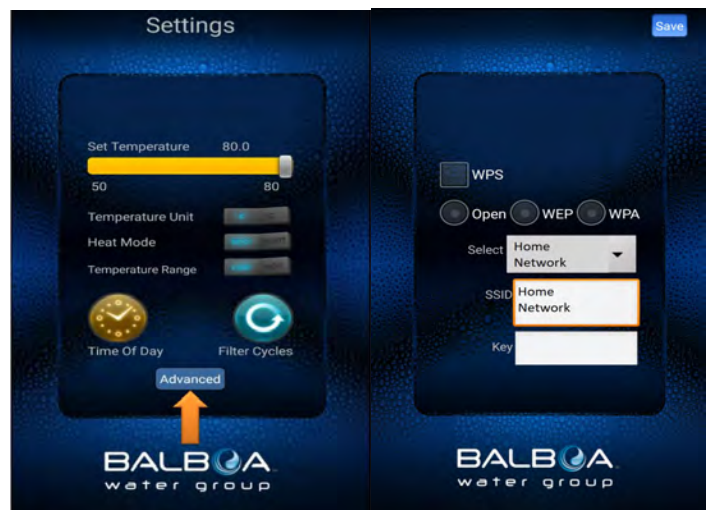 Settings
Set Temperature 80.0
50 80
Temperature Unit
Heat Mode
Temperature Range
Time Of Day Filter Cycles
Advanced
BALBOA
water group
Save
WPS
Open WEP WPA
Select Home
Network
SSID Home
Network
Key
BALBOA
water group